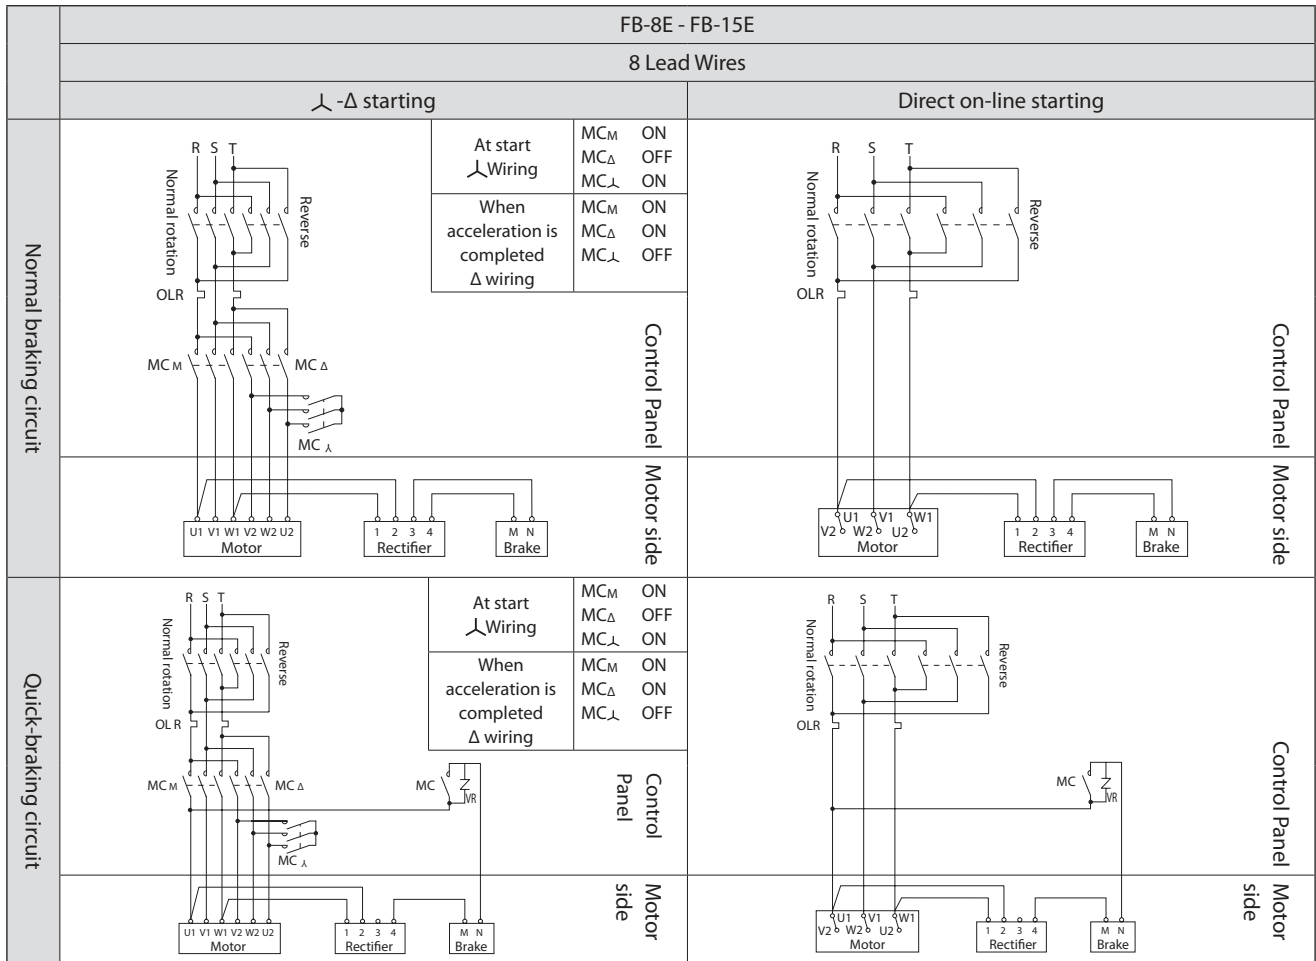 FB-8E - FB-15E
8 Lead Wires
⅄ -Δ starting
Direct on-line starting
Normal braking circuit
R S T
Normal rotation
Reverse
OLR
MC M
MC Δ
MC ⅄
At start
⅄ Wiring
MCM ON
MCΔ OFF
MC⅄ ON
When
acceleration is
completed
Δ wiring
MCM ON
MCΔ ON
MC⅄ OFF
Control Panel
Motor side
U1 V1 W1 V2 W2 U2
Motor
1 2 3 4
Rectifier
M N
Brake
R S T
Normal rotation
Reverse
OLR
Control Panel
Motor side
U1 V1 W1
V2 W2 U2
Motor
1 2 3 4
Rectifier
M N
Brake
Quick-braking circuit
R S T
Normal rotation
Reverse
OL R
MC M
MC Δ
MC ⅄
MC
VR
At start
⅄ Wiring
MCM ON
MCΔ OFF
MC⅄ ON
When
acceleration is
completed
Δ wiring
MCM ON
MCΔ ON
MC⅄ OFF
Control
Panel
Motor
side
U1 V1 W1 V2 W2 U2
Motor
1 2 3 4
Rectifier
M N
Brake
R S T
Normal rotation
Reverse
OLR
MC
VR
Control Panel
Motor
side
U1 V1 W1
V2 W2 U2
Motor
1 2 3 4
Rectifier
M N
Brake